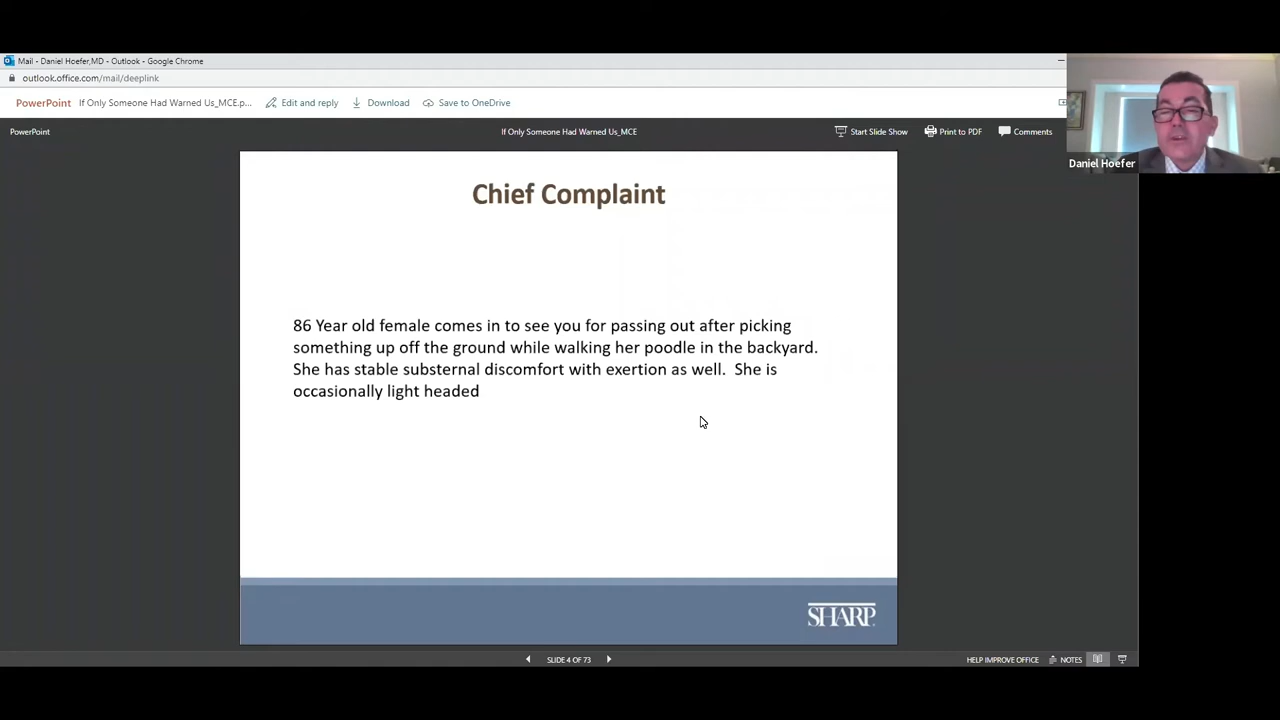 Mail - Daniel Hoefer,MD - Outlook - Google Chrome
outlook.office.com/mail/deeplink
PowerPoint If Only Someone Had Warned Us_MCE.p... Edit and reply Download Save to OneDrive
PowerPoint If Only Someone Had Warned Us_MCE Start Slide Show Print to PDF Comments
Daniel Hoefer
Chief Complaint
86 Year old female comes in to see you for passing out after picking
something up off the ground while walking her poodle in the backyard.
She has stable substernal discomfort with exertion as well.  She is
occasionally light headed
SHARP
SLIDE 4 OF 73 HELP IMPROVE OFFICE NOTES